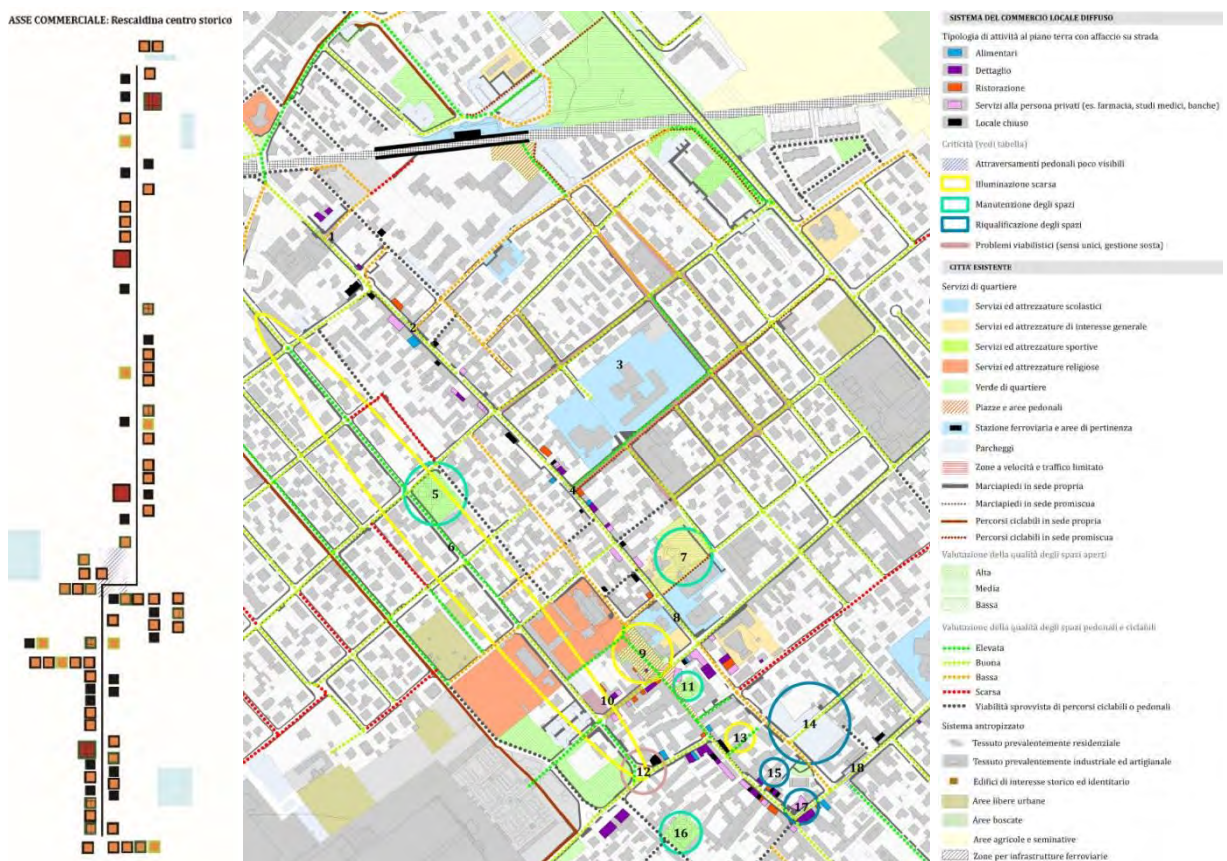 ASSE COMMERCIALE: Rescaldina centro storico
1
2
3
4
5
6
7
8
9
10
11
12
13
14
15
16
17
18
SISTEMA DEL COMMERCIO LOCALE DIFFUSO
Tipologia di attività al piano terra con affaccio su strada
Alimentari
Dettaglio
Ristorazione
Servizi alla persona privati (es. farmacia, studi medici, banche)
Locale chiuso
Criticità (vedi tabella)
Attraversamenti pedonali poco visibili
Illuminazione scarsa
Manutenzione degli spazi
Riqualificazione degli spazi
Problemi viabilistici (sensi unici, gestione sosta)
CITTA' ESISTENTE
Servizi di quartiere
Servizi ed attrezzature scolastici
Servizi ed attrezzature di interesse generale
Servizi ed attrezzature sportive
Servizi ed attrezzature religiose
Verde di quartiere
Piazze e aree pedonali
Stazione ferroviaria e aree di pertinenza
Parcheggi
Zone a velocità e traffico limitato
Marciapiedi in sede propria
Marciapiedi in sede promiscua
Percorsi ciclabili in sede propria
Percorsi ciclabili in sede promiscua
Valutazione della qualità degli spazi aperti
Alta
Media
Bassa
Valutazione della qualità degli spazi pedonali e ciclabili
Elevata
Buona
Bassa
Scarsa
Viabilità sprovvista di percorsi ciclabili o pedonali
Sistema antropizzato
Tessuto prevalentemente residenziale
Tessuto prevalentemente industriale ed artigianale
Edifici di interesse storico ed identitario
Aree libere urbane
Aree boscate
Aree agricole e seminative
Zone per infrastrutture ferroviarie